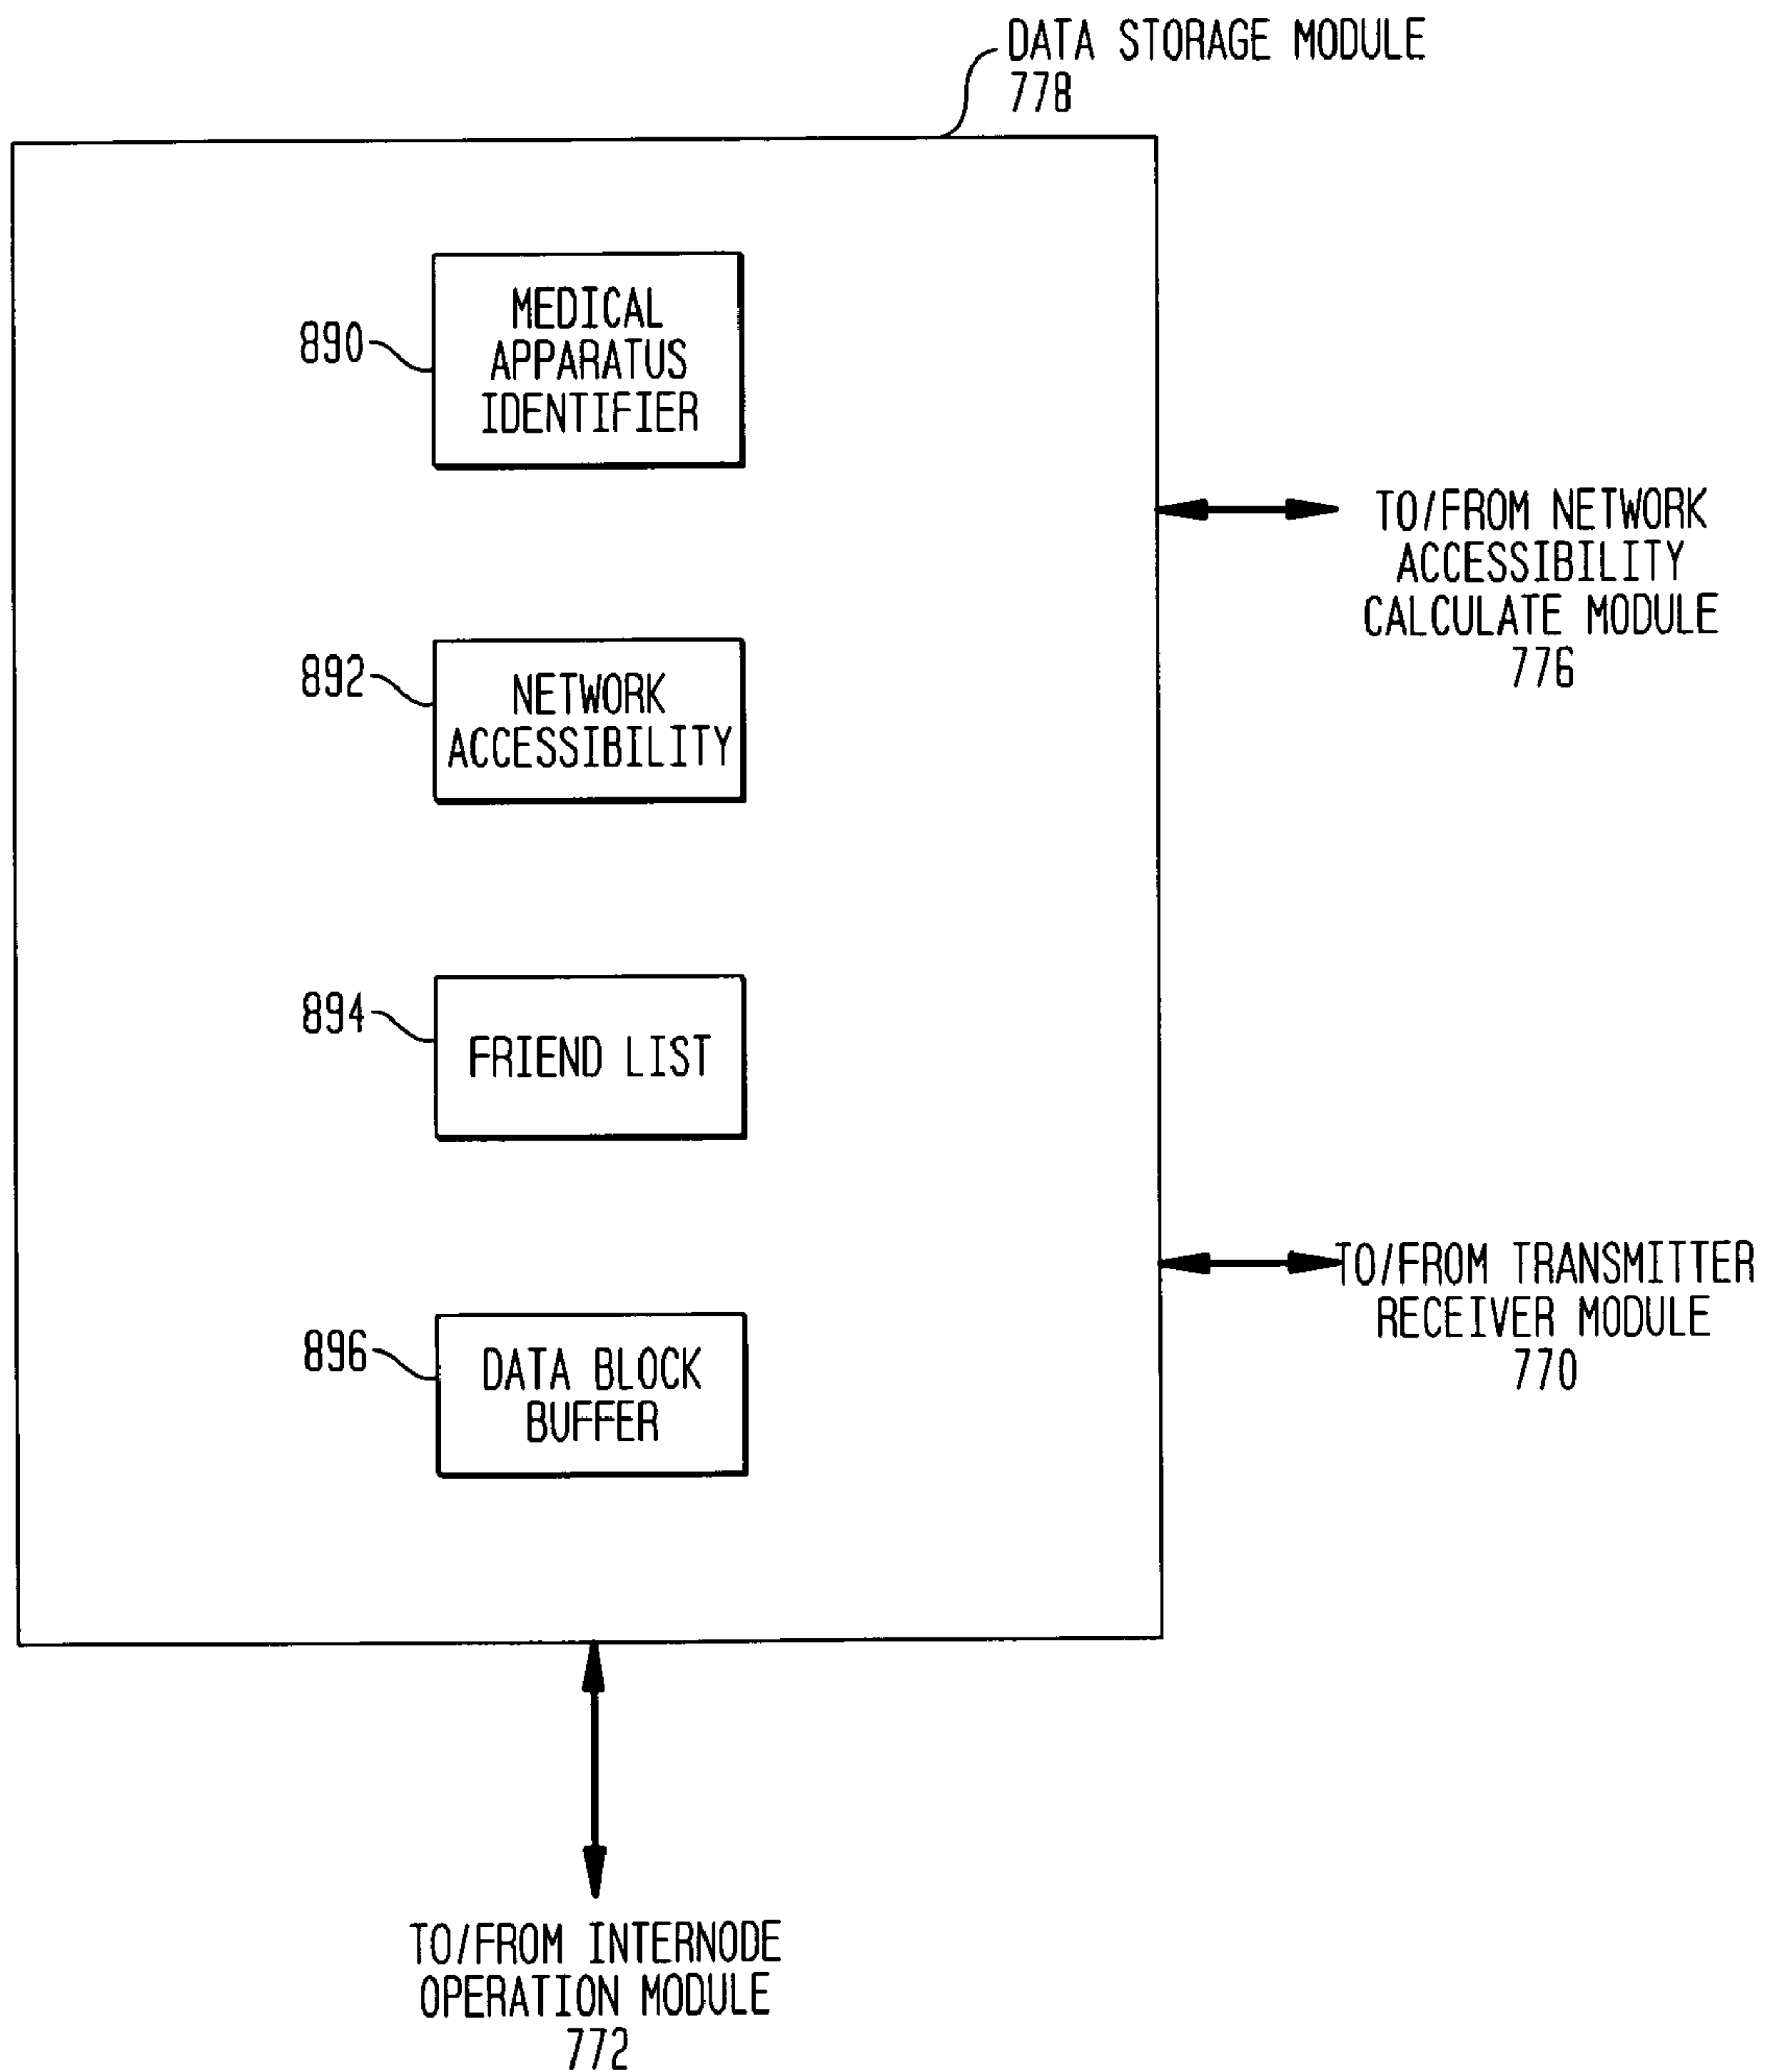 DATA STORAGE MODULE
778
890
MEDICAL
APPARATUS
IDENTIFIER
TO/FROM NETWORK
ACCESSIBILITY
CALCULATE MODULE
776
892
NETWORK
ACCESSIBILITY
894
FRIEND LIST
TO/FROM TRANSMITTER
RECEIVER MODULE
770
896
DATA BLOCK
BUFFER
TO/FROM INTERNODE
OPERATION MODULE
772